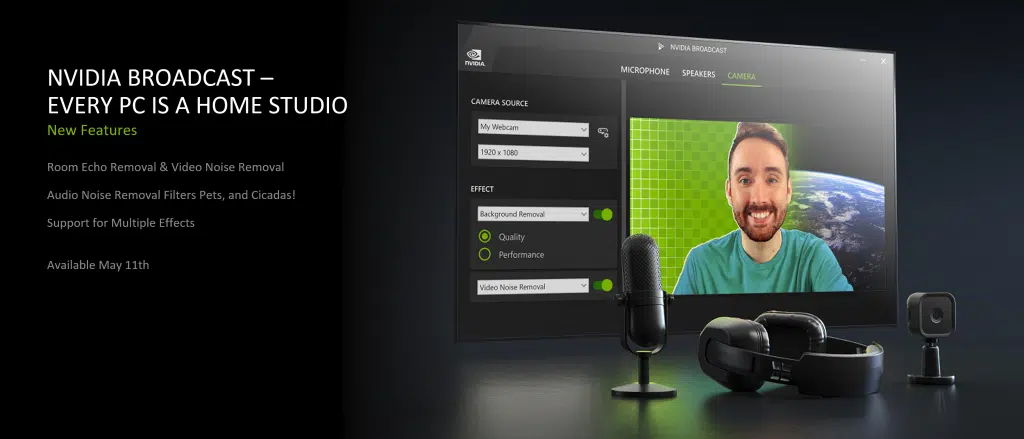 NVIDIA BROADCAST –
EVERY PC IS A HOME STUDIO
New Features
Room Echo Removal & Video Noise Removal
Audio Noise Removal Filters Pets, and Cicadas!
Support for Multiple Effects
Available May 11th
NVIDIA BROADCAST
NVIDIA.
MICROPHONE SPEAKERS CAMERA
CAMERA SOURCE
My Webcam
1920 x 1080
EFFECT
Background Removal
Quality
Performance
Video Noise Removal